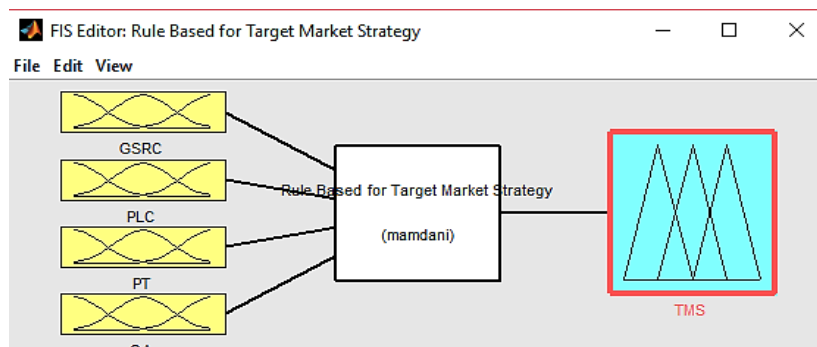 FIS Editor: Rule Based for Target Market Strategy
File Edit View
GSRC
PLC
PT
Rule Based for Target Market Strategy
(mamdani)
TMS